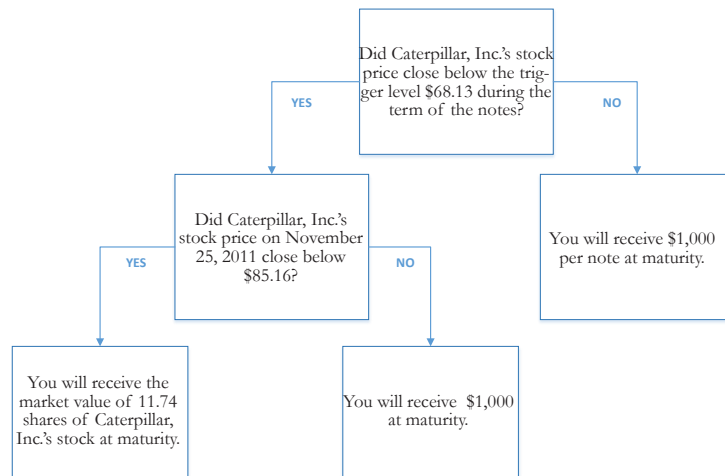 Did Caterpillar, Inc.'s stock
price close below the trig-
ger level $68.13 during the
term of the notes?
YES
NO
Did Caterpillar, Inc.'s
stock price on November
25, 2011 close below
$85.16?
You will receive $1,000
per note at maturity.
YES
NO
You will receive the
market value of 11.74
shares of Caterpillar,
Inc.'s stock at maturity.
You will receive $1,000
at maturity.